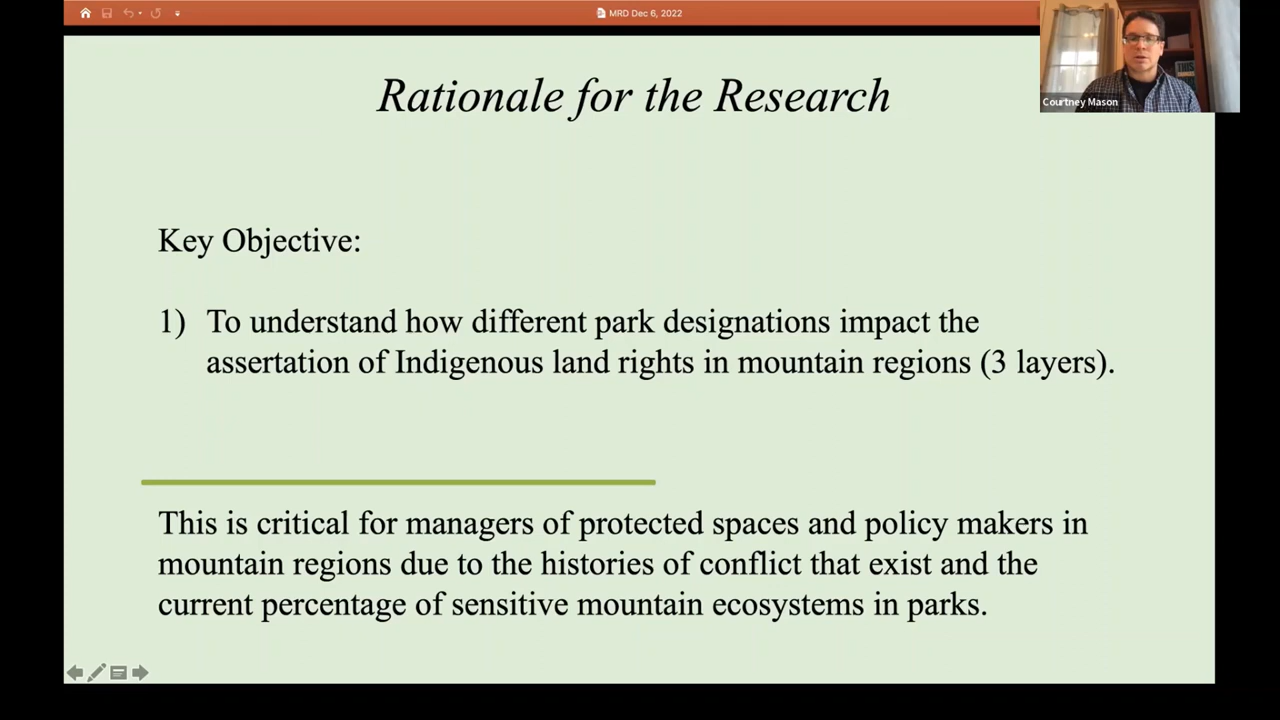 MRD Dec 6, 2022
Rationale for the Research
Courtney Mason
Key Objective:
1) To understand how different park designations impact the
assertation of Indigenous land rights in mountain regions (3 layers).
This is critical for managers of protected spaces and policy makers in
mountain regions due to the histories of conflict that exist and the
current percentage of sensitive mountain ecosystems in parks.